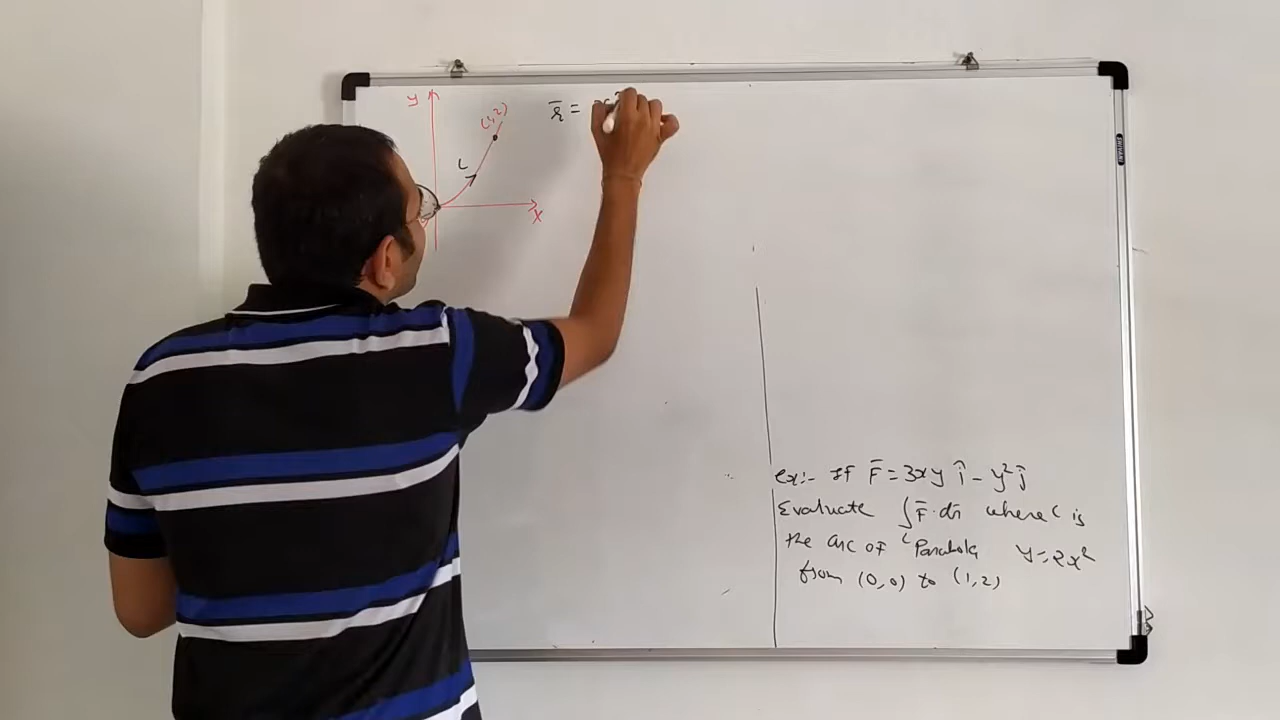 y
(1,2)
c
x
r̄ = x
ex:- If F̄ = 3xy î - y² ĵ
Evaluate ∫ F̄·dr̄ where C is
c
the arc of Parabola y=2x²
from (0,0) to (1,2)